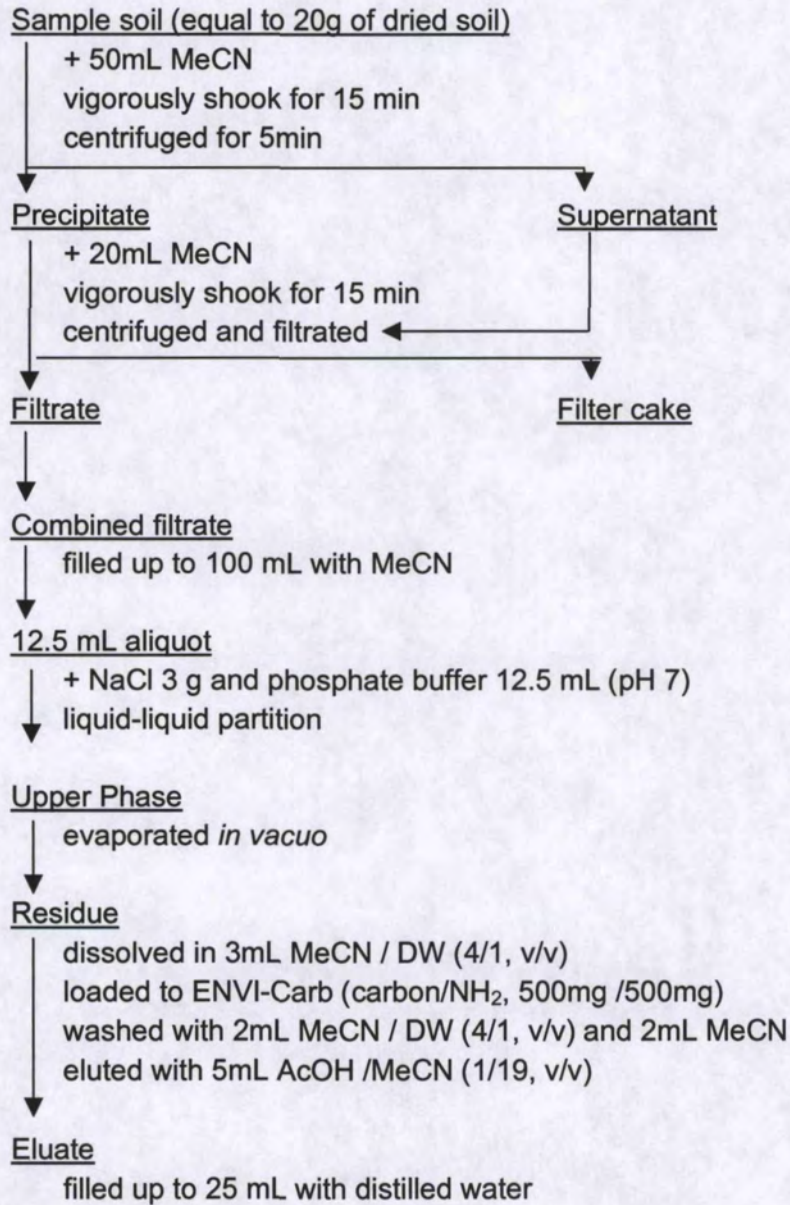 Sample soil (equal to 20g of dried soil)
+ 50mL MeCN
vigorously shook for 15 min
centrifuged for 5min
Precipitate
Supernatant
+ 20mL MeCN
vigorously shook for 15 min
centrifuged and filtrated
Filtrate
Filter cake
Combined filtrate
filled up to 100 mL with MeCN
12.5 mL aliquot
+ NaCl 3 g and phosphate buffer 12.5 mL (pH 7)
liquid-liquid partition
Upper Phase
evaporated in vacuo
Residue
dissolved in 3mL MeCN / DW (4/1, v/v)
loaded to ENVI-Carb (carbon/NH₂, 500mg /500mg)
washed with 2mL MeCN / DW (4/1, v/v) and 2mL MeCN
eluted with 5mL AcOH /MeCN (1/19, v/v)
Eluate
filled up to 25 mL with distilled water